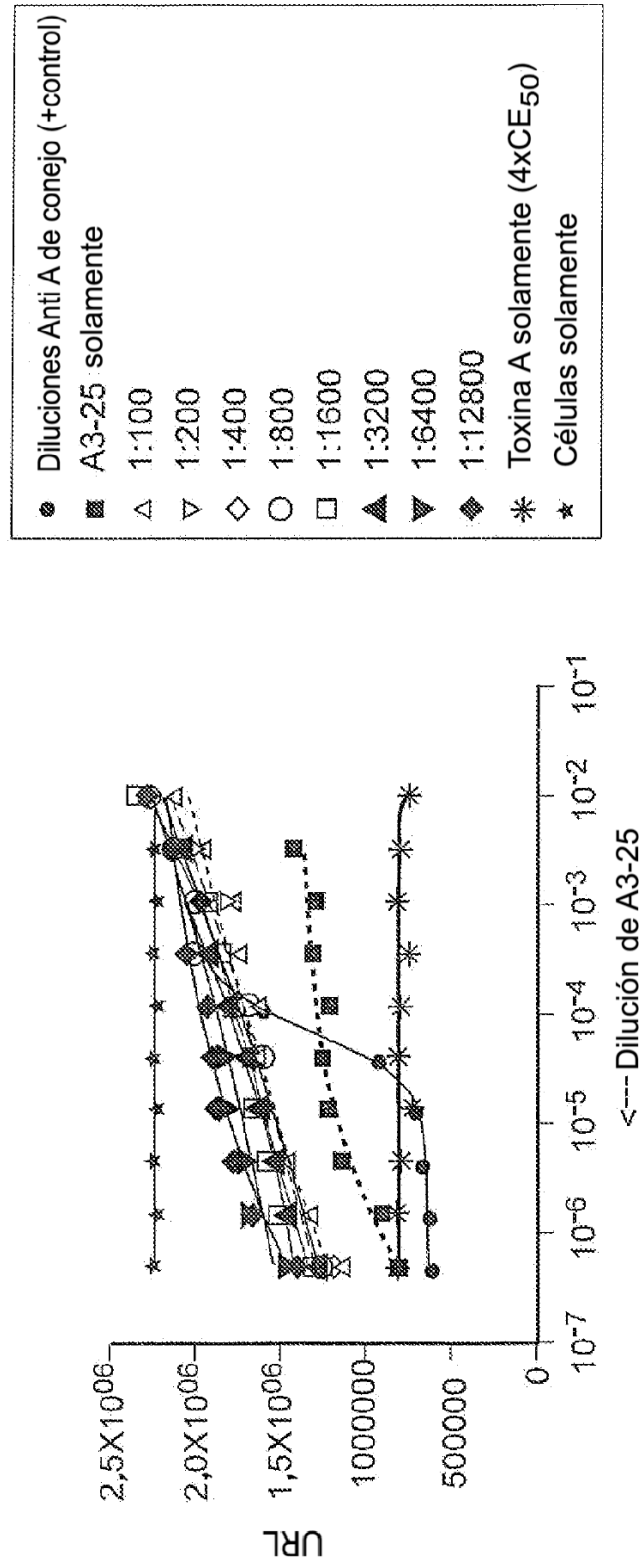 URL
2,5X10⁰⁶
2,0X10⁰⁶
1,5X10⁰⁶
1000000
500000
0
10⁻⁷
10⁻⁶
10⁻⁵
10⁻⁴
10⁻³
10⁻²
10⁻¹
<---Dilución de A3-25
Diluciones Anti A de conejo (+control)
A3-25 solamente
1:100
1:200
1:400
1:800
1:1600
1:3200
1:6400
1:12800
Toxina A solamente (4xCE₅₀)
Células solamente